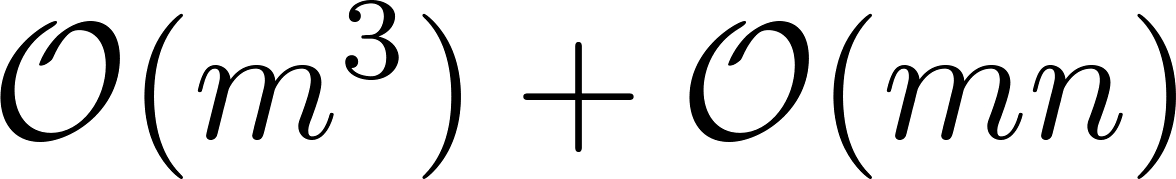 𝒪(m³) + 𝒪(mn)